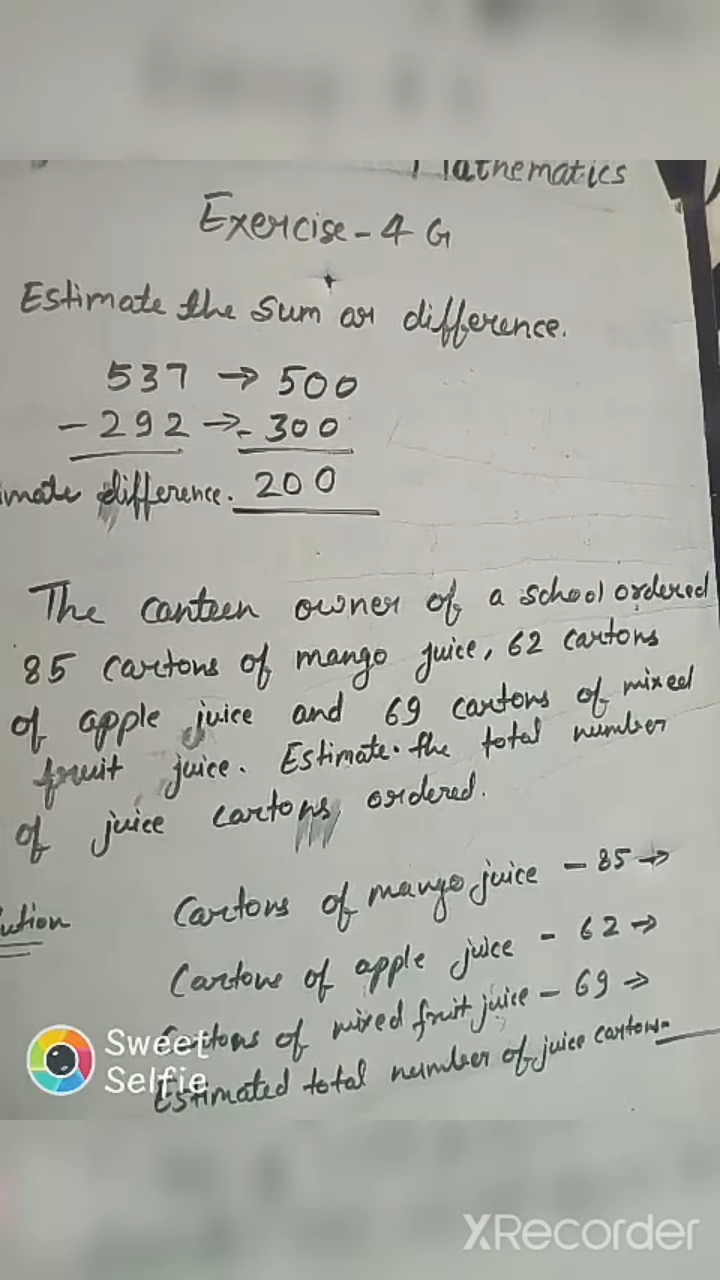 Mathematics
Exercise - 4 G
Estimate the sum or difference.
537 → 500
- 292 → - 300
imate difference. 200
The canteen owner of a school ordered
85 cartons of mango juice, 62 cartons
of apple juice and 69 cartons of mixed
fruit juice. Estimate the total number
of juice cartons ordered.
ution Cartons of mango juice - 85 →
Cartons of apple juice - 62 →
Cartons of mixed fruit juice - 69 →
Estimated total number of juice cartons -
Sweet
Selfie
XRecorder